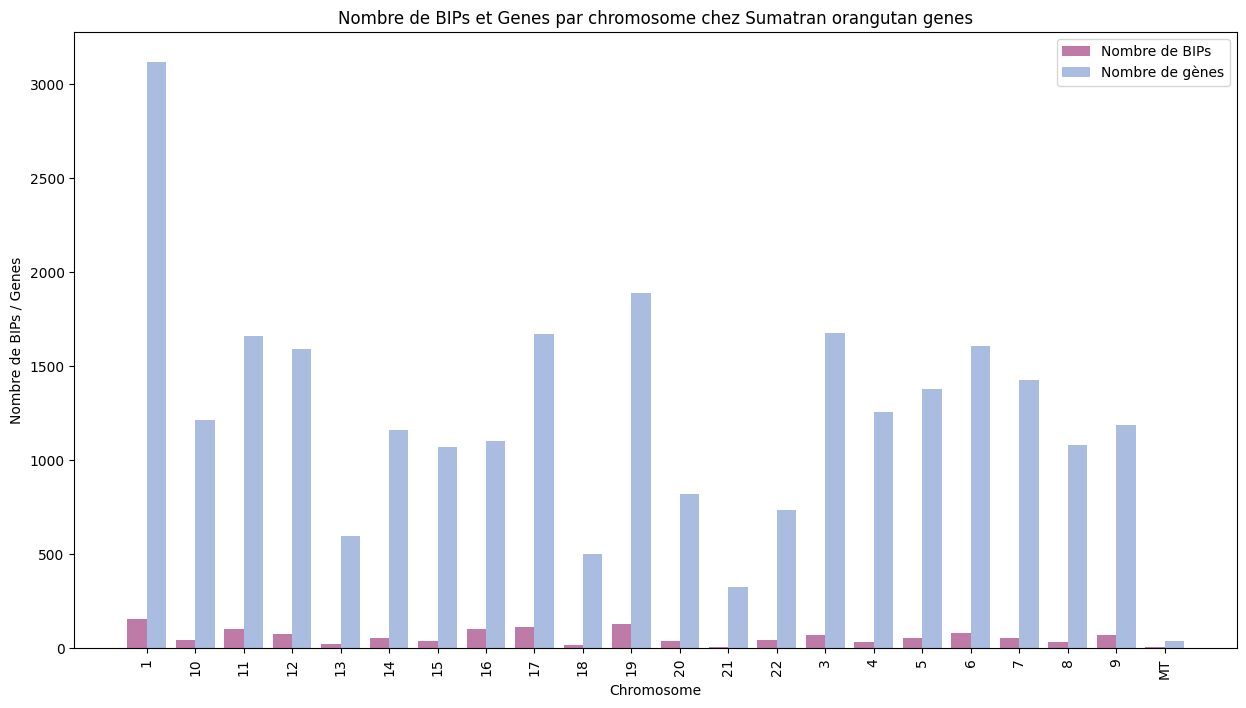 Nombre de BIPs et Genes par chromosome chez Sumatran orangutan genes
Nombre de BIPs
Nombre de gènes
Nombre de BIPs / Genes
3000
2500
2000
1500
1000
500
0
1 10 11 12 13 14 15 16 17 18 19 20 21 22 3 4 5 6 7 8 9 MT
Chromosome